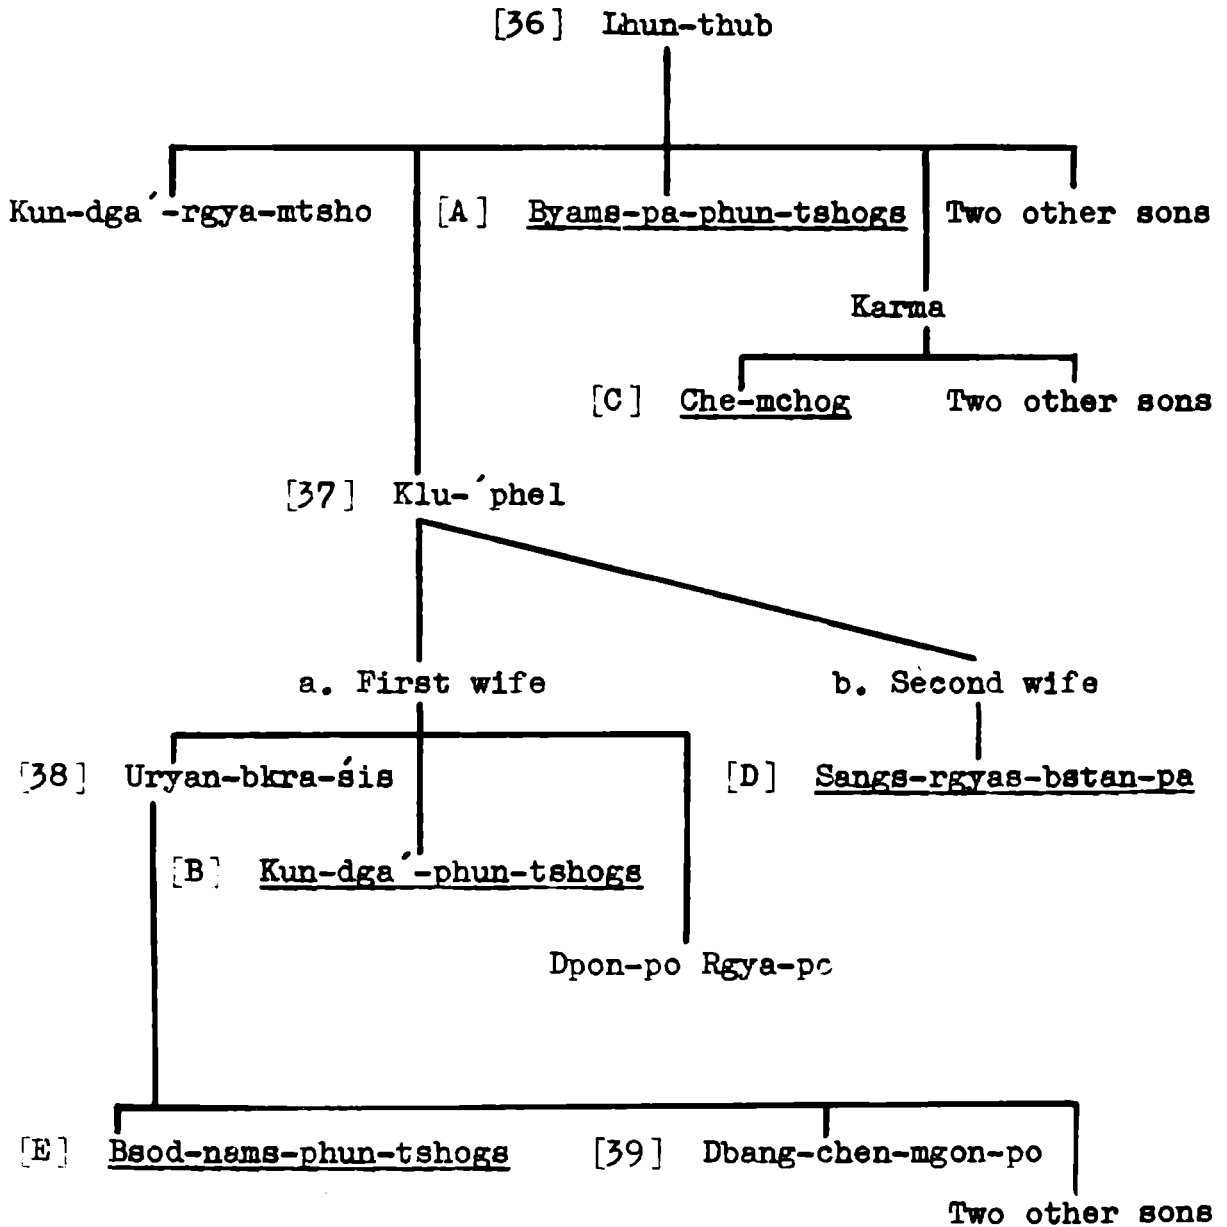 [36] Lhun-thub
Kun-dga´-rgya-mtsho [A] Byams-pa-phun-tshogs Two other sons
Karma
[C] Che-mchog Two other sons
[37] Klu-´phel
a. First wife b. Second wife
[38] Uryan-bkra-śis [D] Sangs-rgyas-bstan-pa
[B] Kun-dga´-phun-tshogs
Dpon-po Rgya-po
[E] Bsod-nams-phun-tshogs [39] Dbang-chen-mgon-po
Two other sons